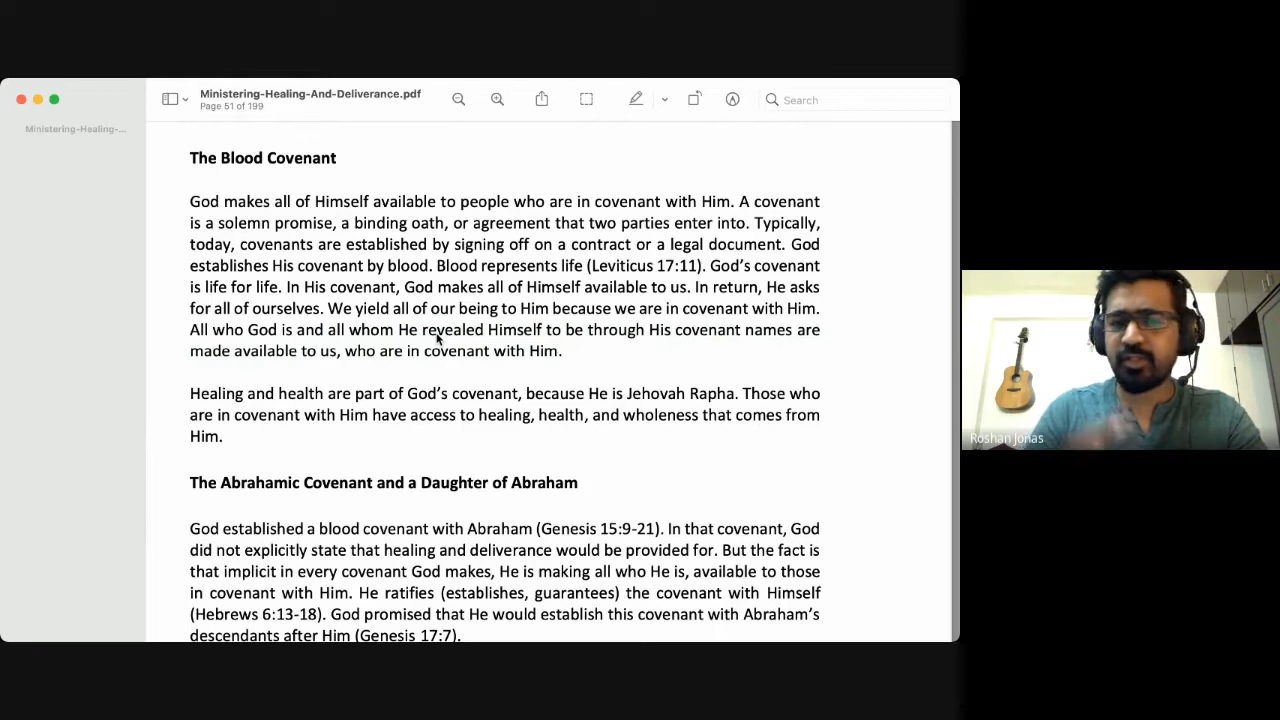 Ministering-Healing-And-Deliverance.pdf
Page 51 of 199
Search
Ministering-Healing-...
The Blood Covenant
God makes all of Himself available to people who are in covenant with Him. A covenant
is a solemn promise, a binding oath, or agreement that two parties enter into. Typically,
today, covenants are established by signing off on a contract or a legal document. God
establishes His covenant by blood. Blood represents life (Leviticus 17:11). God’s covenant
is life for life. In His covenant, God makes all of Himself available to us. In return, He asks
for all of ourselves. We yield all of our being to Him because we are in covenant with Him.
All who God is and all whom He revealed Himself to be through His covenant names are
made available to us, who are in covenant with Him.
Healing and health are part of God’s covenant, because He is Jehovah Rapha. Those who
are in covenant with Him have access to healing, health, and wholeness that comes from
Him.
The Abrahamic Covenant and a Daughter of Abraham
God established a blood covenant with Abraham (Genesis 15:9-21). In that covenant, God
did not explicitly state that healing and deliverance would be provided for. But the fact is
that implicit in every covenant God makes, He is making all who He is, available to those
in covenant with Him. He ratifies (establishes, guarantees) the covenant with Himself
(Hebrews 6:13-18). God promised that He would establish this covenant with Abraham’s
descendants after Him (Genesis 17:7).
Roshan Jonas